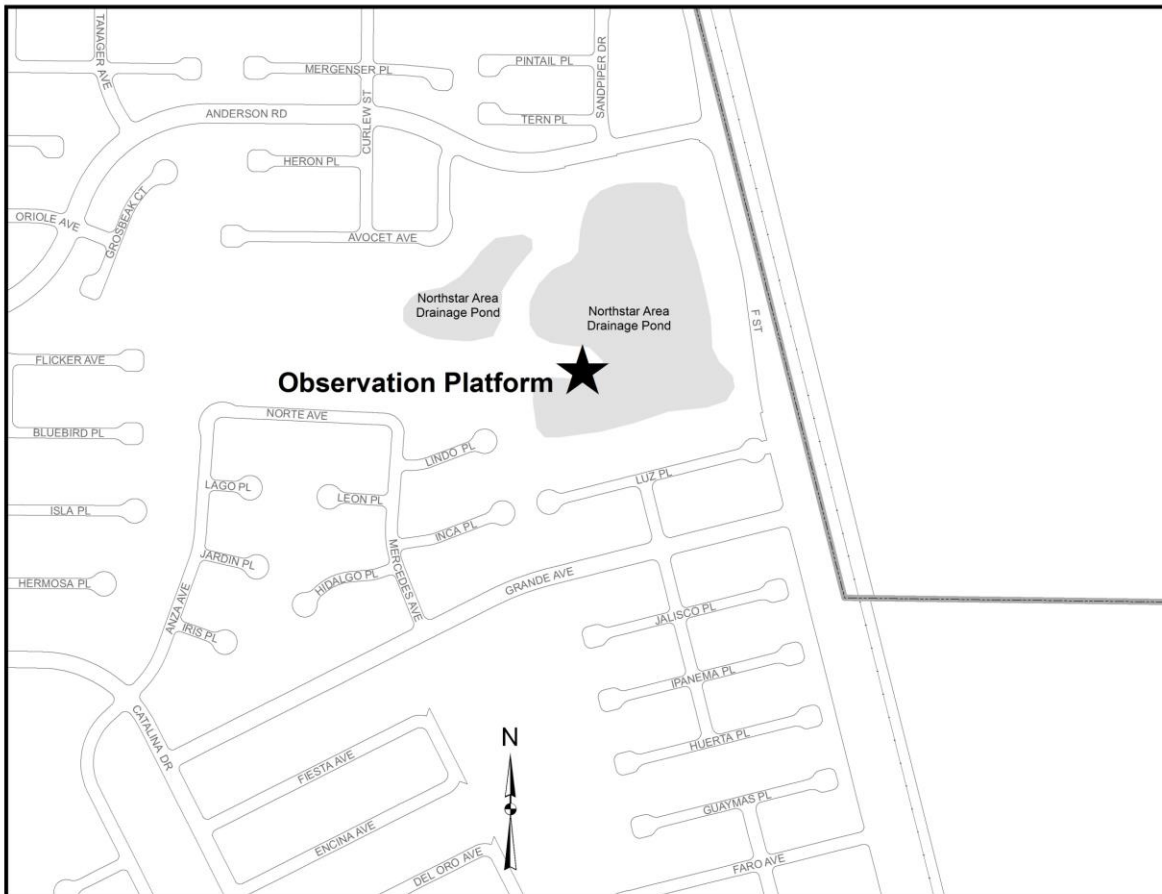 TANAGER AVE
MERGENSER PL
PINTAIL PL
SANDPIPER DR
ANDERSON RD
CURLEW ST
TERN PL
HERON PL
GROSBEAK CT
ORIOLE AVE
AVOCET AVE
Northstar Area
Drainage Pond
Northstar Area
Drainage Pond
F ST
FLICKER AVE
Observation Platform
NORTE AVE
BLUEBIRD PL
LINDO PL
LUZ PL
LAGO PL
LEON PL
ISLA PL
INCA PL
JARDIN PL
MERCEDES AVE
HIDALGO PL
GRANDE AVE
HERMOSA PL
ANZA AVE
JALISCO PL
IRIS PL
IPANEMA PL
CATALINA DR
HUERTA PL
N
FIESTA AVE
GUAYMAS PL
ENCINA AVE
DEL ORO AVE
FARO AVE